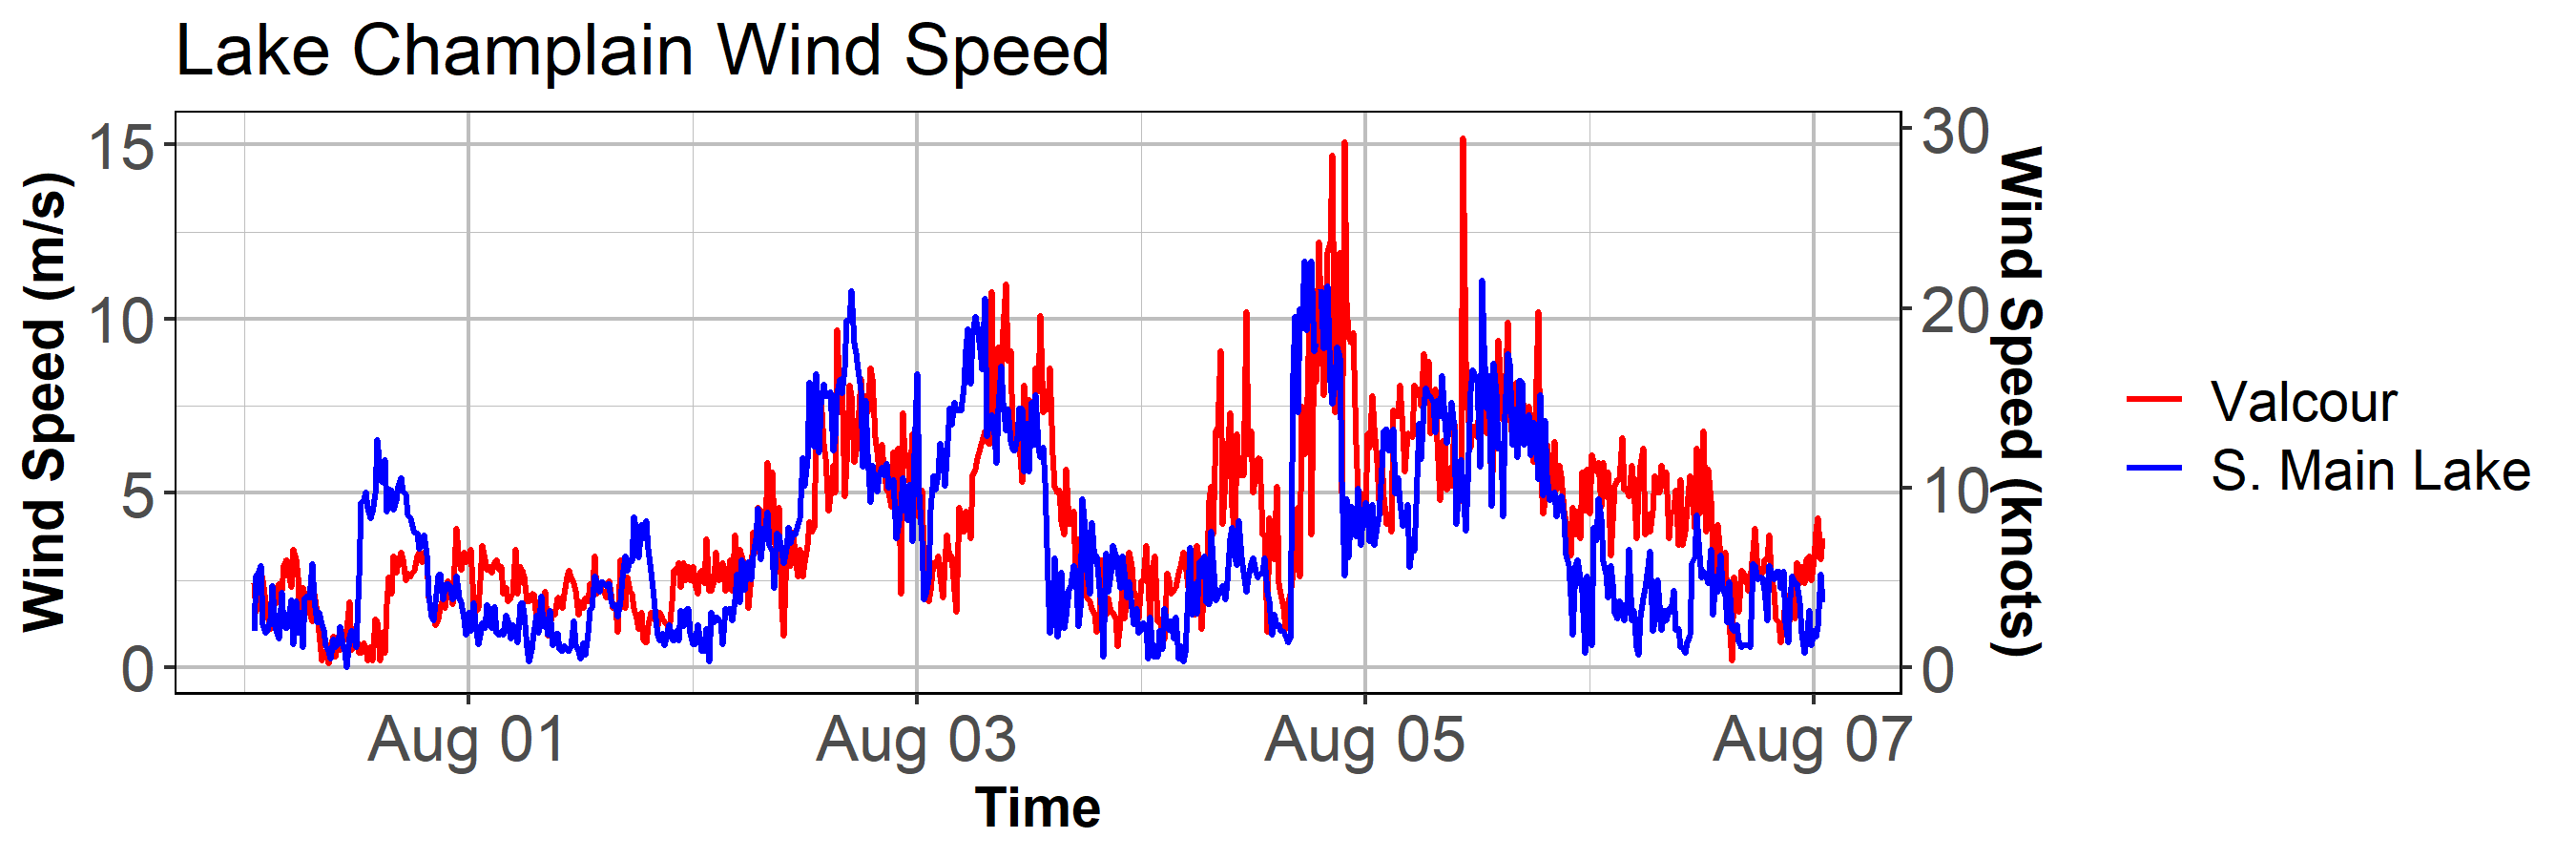 Lake Champlain Wind Speed
Wind Speed (m/s)
15
10
5
0
30
20
10
0
Wind Speed (knots)
Aug 01
Aug 03
Aug 05
Aug 07
Time
Valcour
S. Main Lake